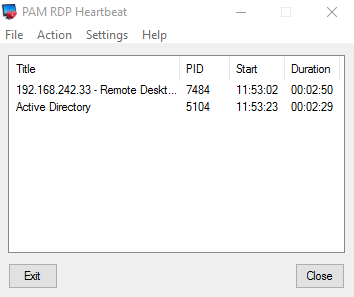 PAM RDP Heartbeat
File Action Settings Help
Title PID Start Duration
192.168.242.33 - Remote Deskt... 7484 11:53:02 00:02:50
Active Directory 5104 11:53:23 00:02:29
Exit Close